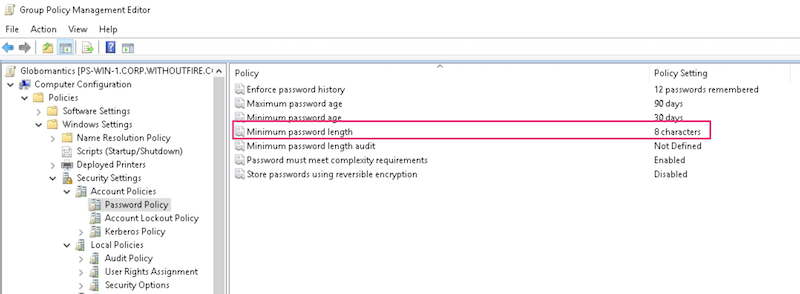 Group Policy Management Editor
File Action View Help
Globomantics [PS-WIN-1.CORP.WITHOUTFIRE.CO
Computer Configuration
Policies
Software Settings
Windows Settings
Name Resolution Policy
Scripts (Startup/Shutdown)
Deployed Printers
Security Settings
Account Policies
Password Policy
Account Lockout Policy
Kerberos Policy
Local Policies
Audit Policy
User Rights Assignment
Security Options
Policy Policy Setting
Enforce password history 12 passwords remembered
Maximum password age 90 days
Minimum password age 30 days
Minimum password length 8 characters
Minimum password length audit Not Defined
Password must meet complexity requirements Enabled
Store passwords using reversible encryption Disabled